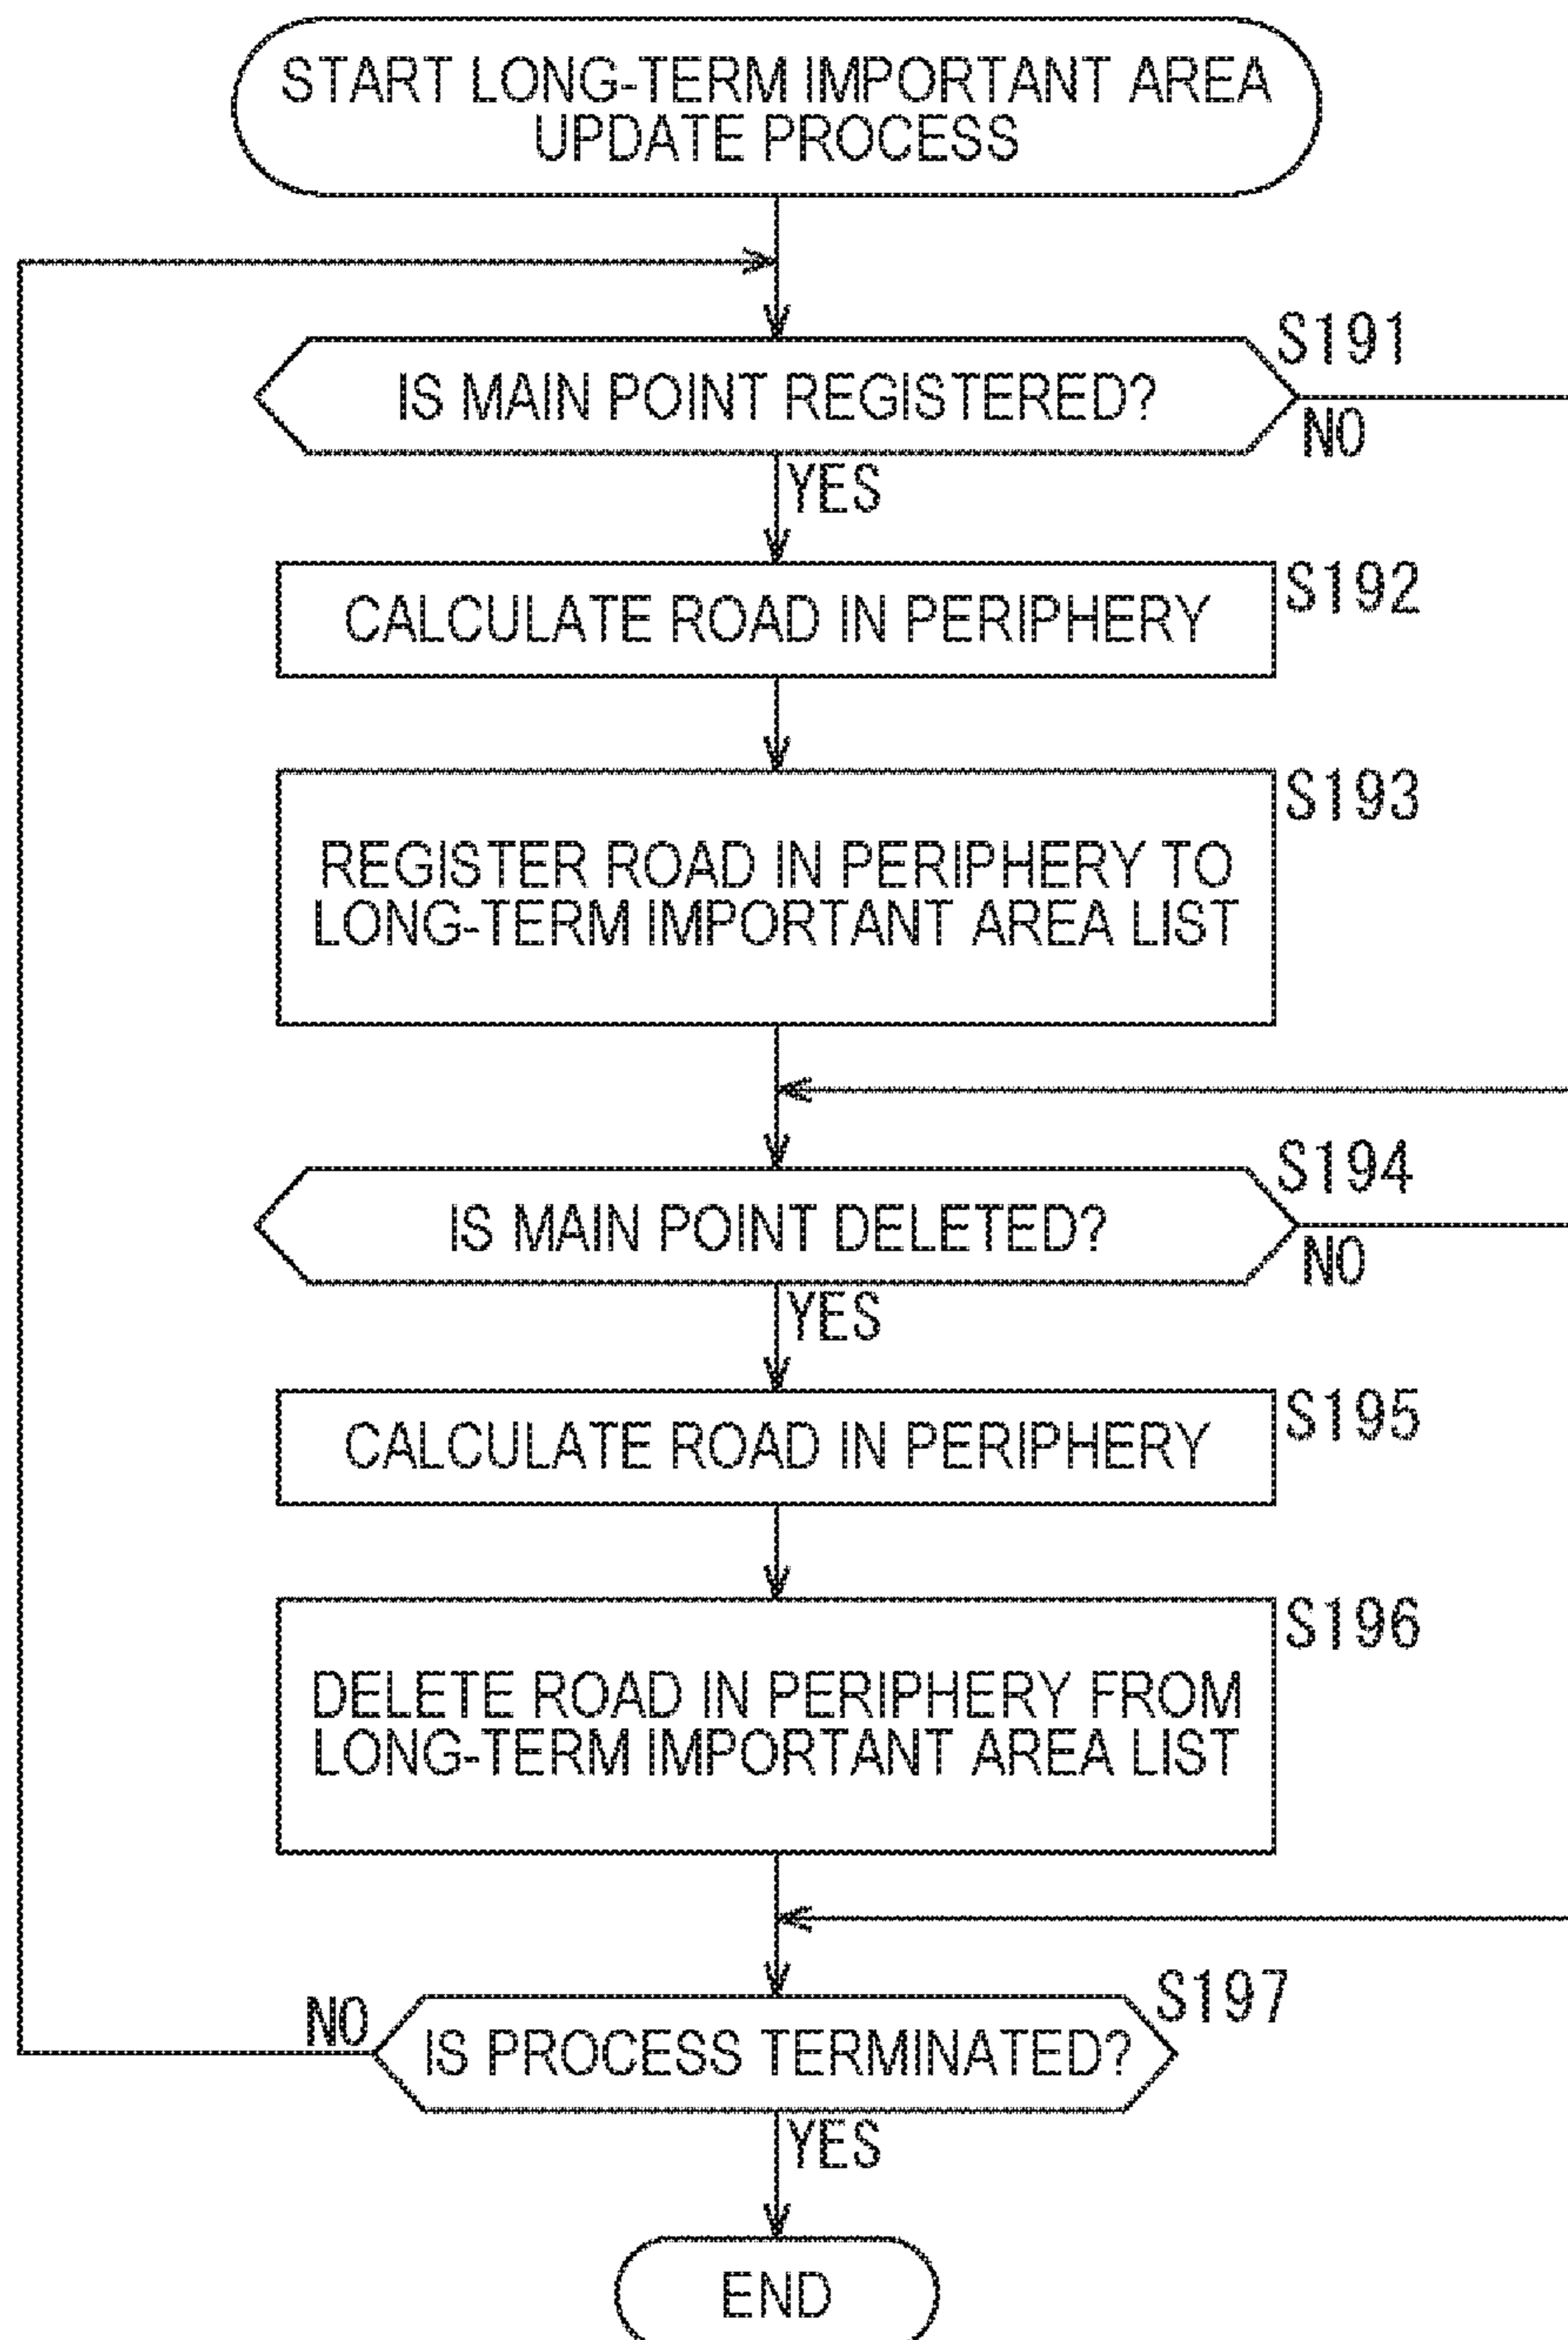 START LONG-TERM IMPORTANT AREA
UPDATE PROCESS
S191
IS MAIN POINT REGISTERED?
NO
YES
S192
CALCULATE ROAD IN PERIPHERY
S193
REGISTER ROAD IN PERIPHERY TO
LONG-TERM IMPORTANT AREA LIST
S194
IS MAIN POINT DELETED?
NO
YES
S195
CALCULATE ROAD IN PERIPHERY
S196
DELETE ROAD IN PERIPHERY FROM
LONG-TERM IMPORTANT AREA LIST
S197
NO
IS PROCESS TERMINATED?
YES
END